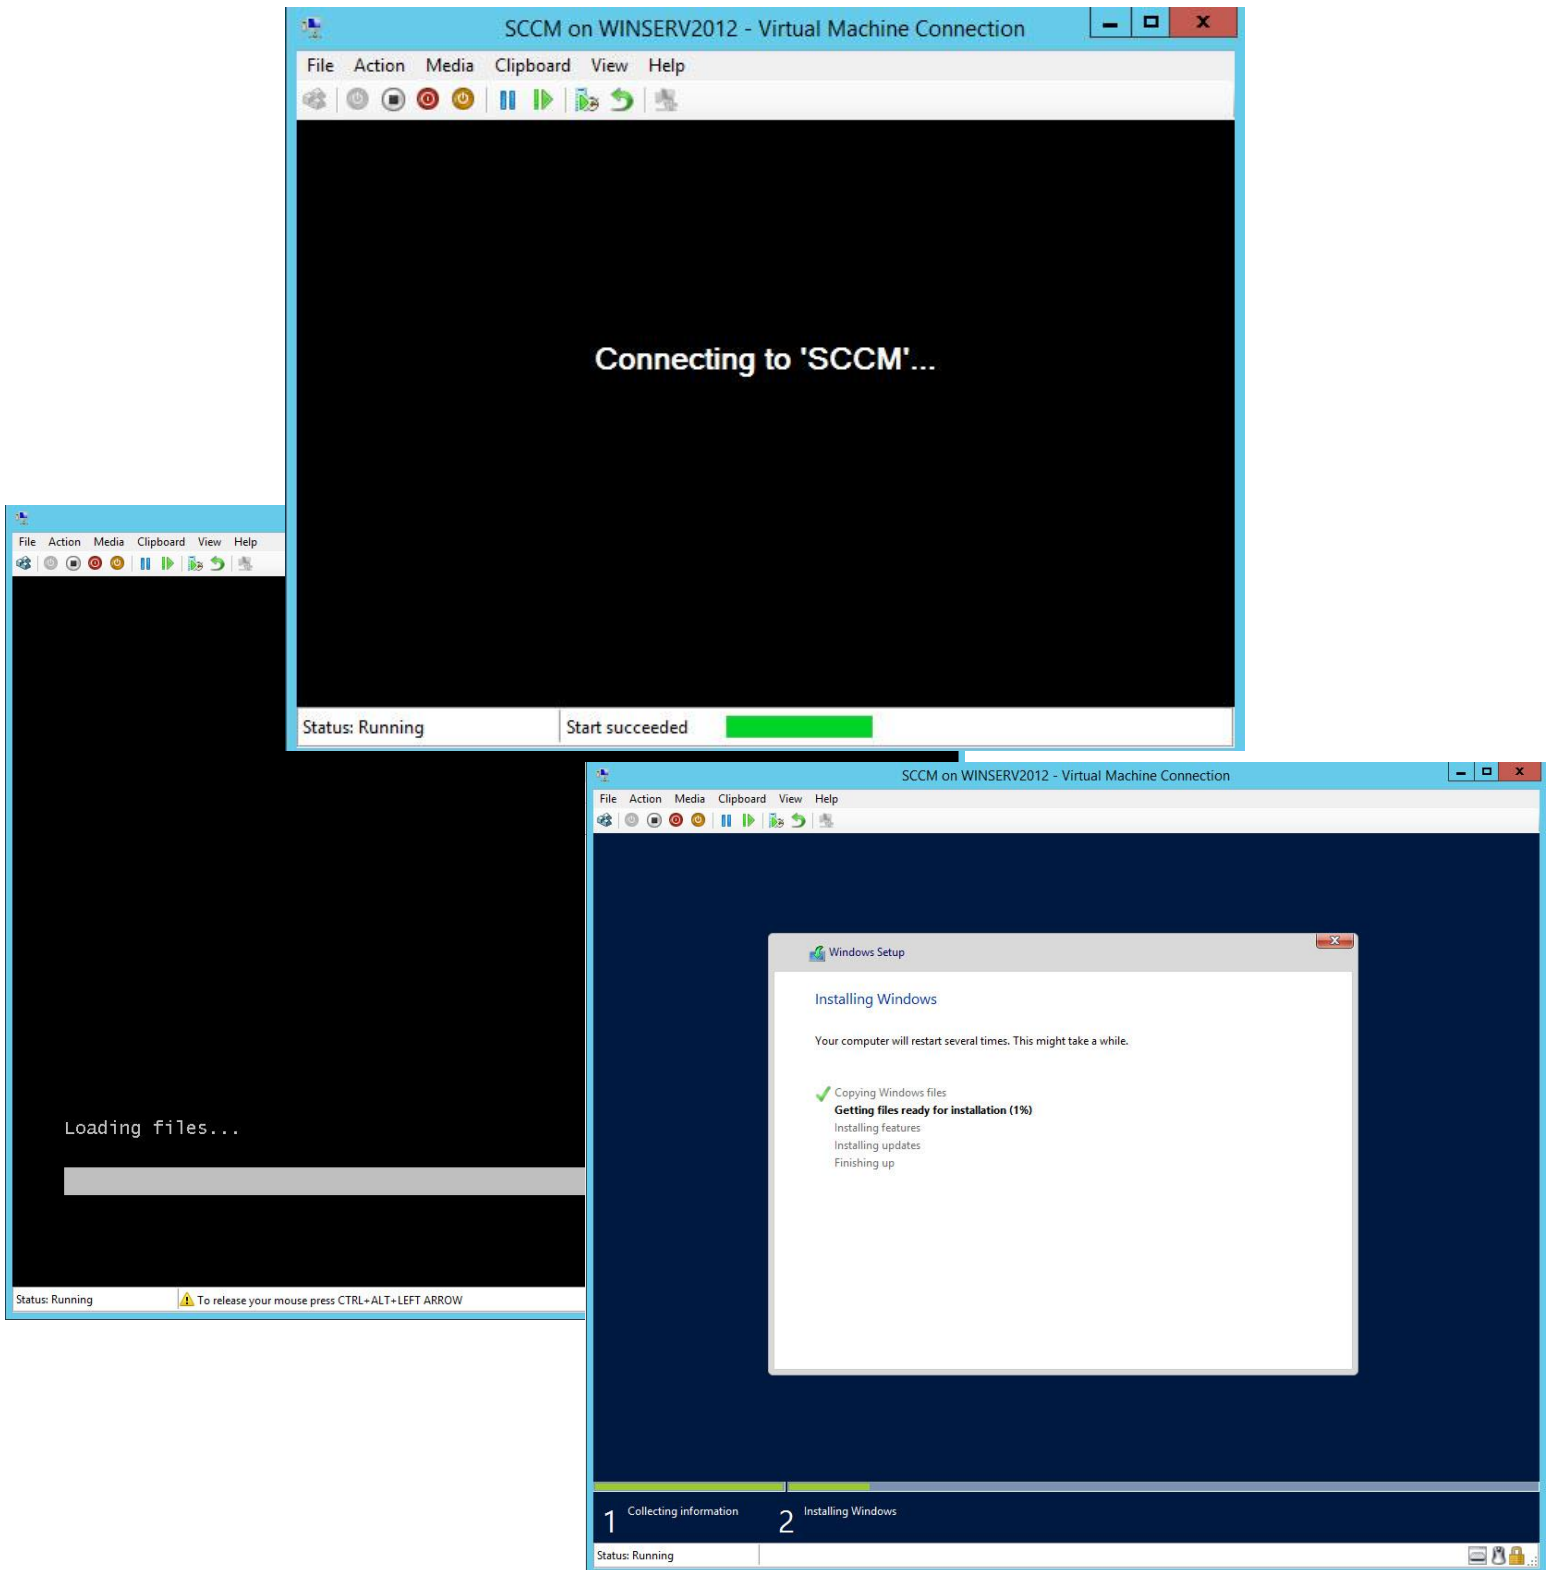 SCCM on WINSERV2012 - Virtual Machine Connection
File Action Media Clipboard View Help
Connecting to 'SCCM'...
Status: Running Start succeeded
File Action Media Clipboard View Help
Loading files...
Status: Running To release your mouse press CTRL+ALT+LEFT ARROW
SCCM on WINSERV2012 - Virtual Machine Connection
File Action Media Clipboard View Help
Windows Setup
Installing Windows
Your computer will restart several times. This might take a while.
Copying Windows files
Getting files ready for installation (1%)
Installing features
Installing updates
Finishing up
1 Collecting information 2 Installing Windows
Status: Running